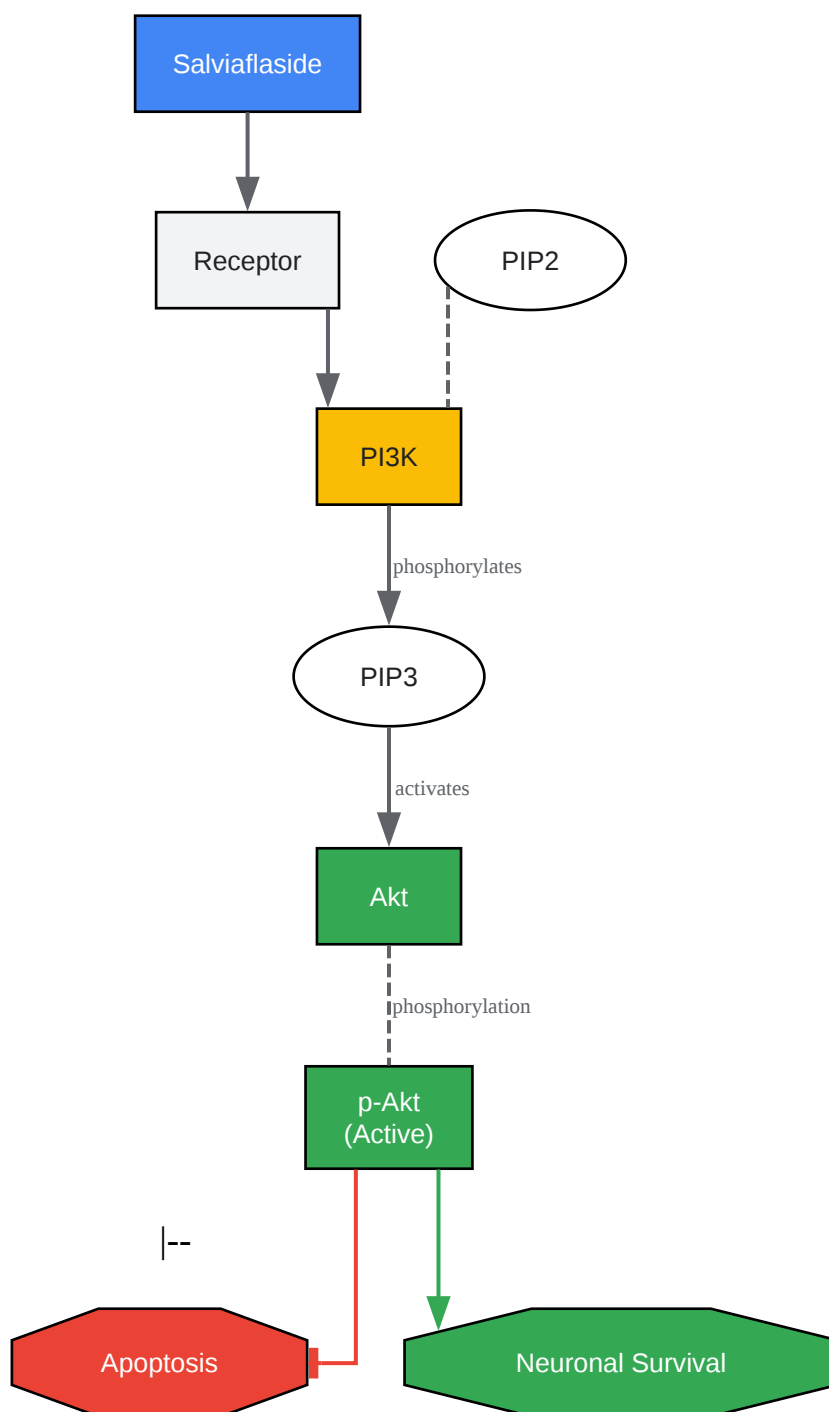 Salviaflaside
Receptor
PIP2
PI3K
phosphorylates
PIP3
activates
Akt
phosphorylation
p-Akt
(Active)
|--
Apoptosis
Neuronal Survival